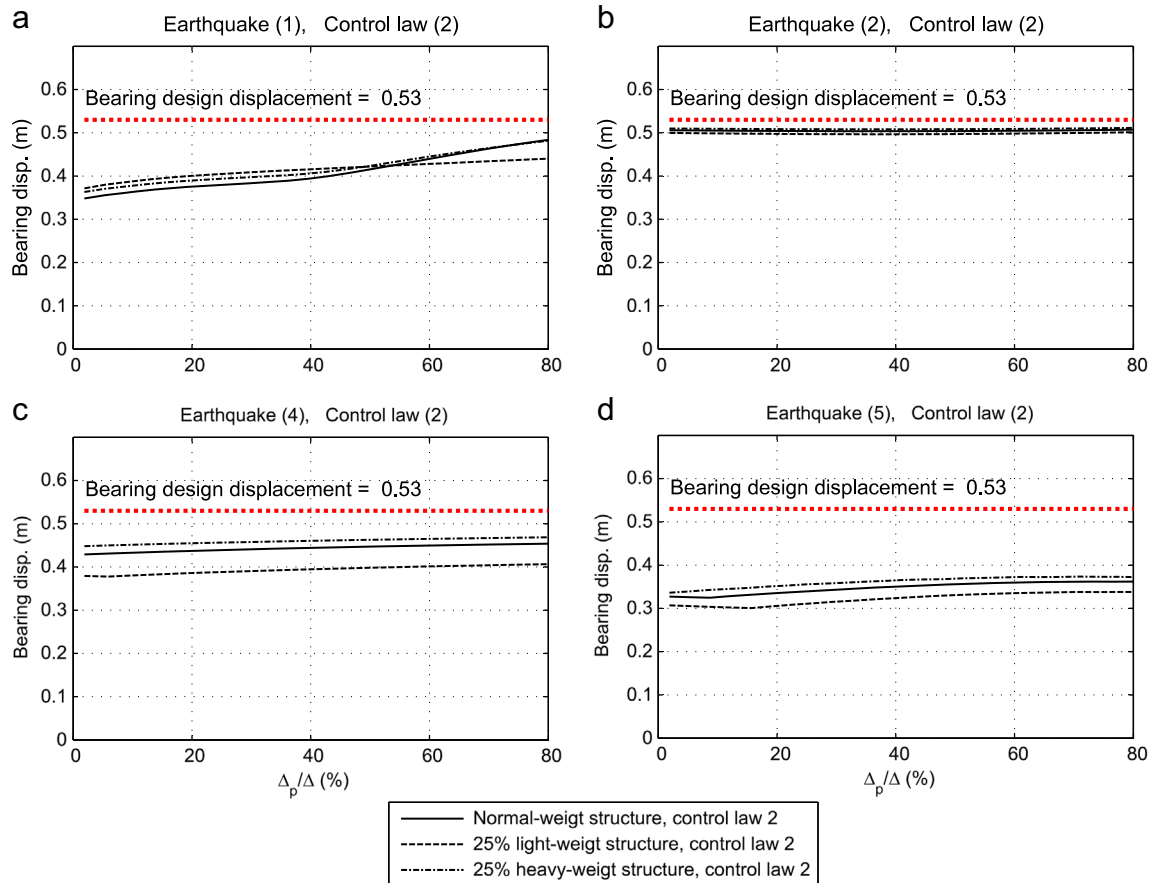 a
Earthquake (1), Control law (2)
Bearing disp. (m)
0.6
0.5
0.4
0.3
0.2
0.1
0
Bearing design displacement = 0.53
0
20
40
60
80
b
Earthquake (2), Control law (2)
Bearing disp. (m)
0.6
0.5
0.4
0.3
0.2
0.1
0
Bearing design displacement = 0.53
0
20
40
60
80
c
Earthquake (4), Control law (2)
Bearing disp. (m)
0.6
0.5
0.4
0.3
0.2
0.1
0
Bearing design displacement = 0.53
0
20
40
60
80
Δp/Δ (%)
d
Earthquake (5), Control law (2)
Bearing disp. (m)
0.6
0.5
0.4
0.3
0.2
0.1
0
Bearing design displacement = 0.53
0
20
40
60
80
Δp/Δ (%)
Normal-weigt structure, control law 2
25% light-weigt structure, control law 2
25% heavy-weigt structure, control law 2